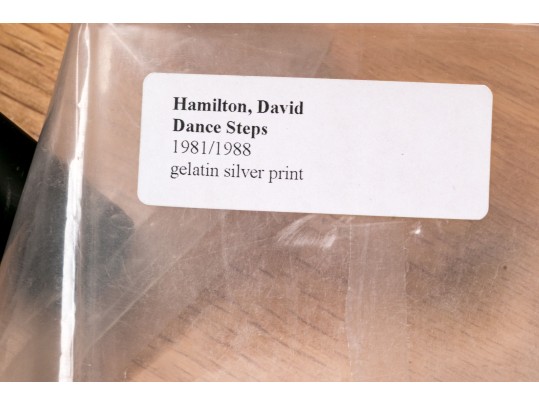 Hamilton, David
Dance Steps
1981/1988
gelatin silver print